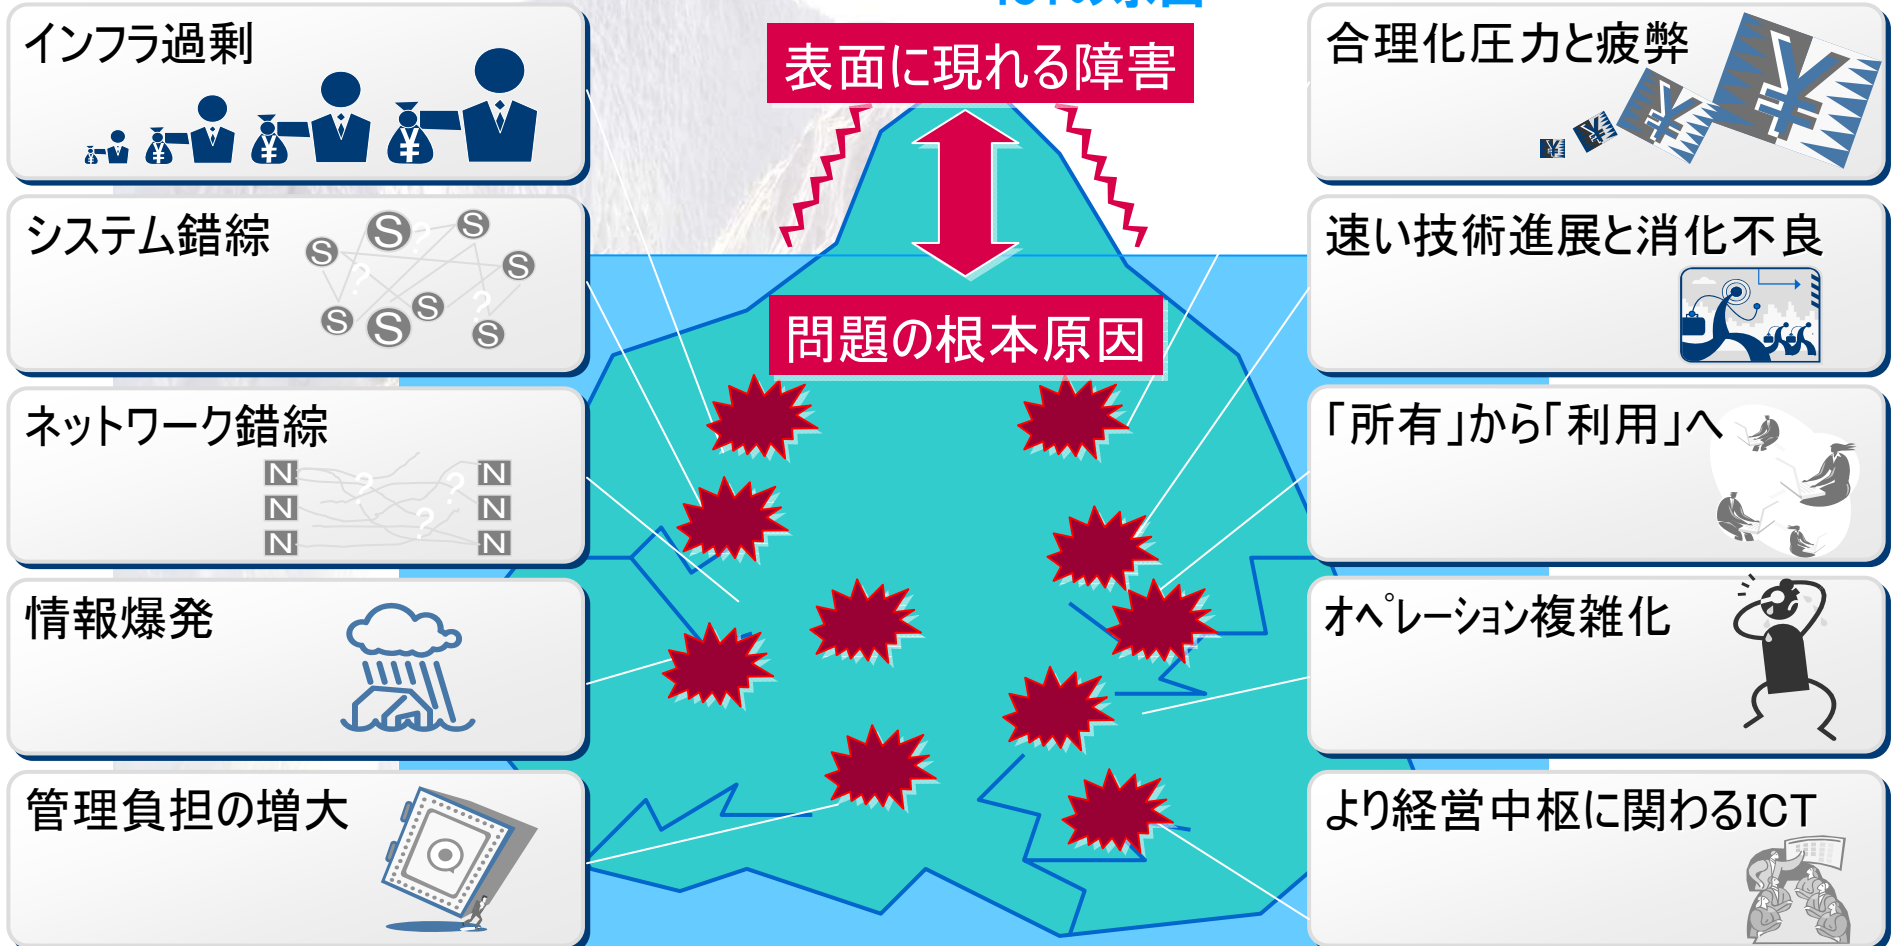 インフラ過剰
システム錯綜
ネットワーク錯綜
情報爆発
管理負担の増大
表面に現れる障害
問題の根本原因
合理化圧力と疲弊
速い技術進展と消化不良
「所有」から「利用」へ
オペレーション複雑化
より経営中枢に関わるICT
¥ ¥ ¥ ¥
S S S S S S S S
? ? ?
N N
N N
N N
? ? ?
¥ ¥ ¥ ¥